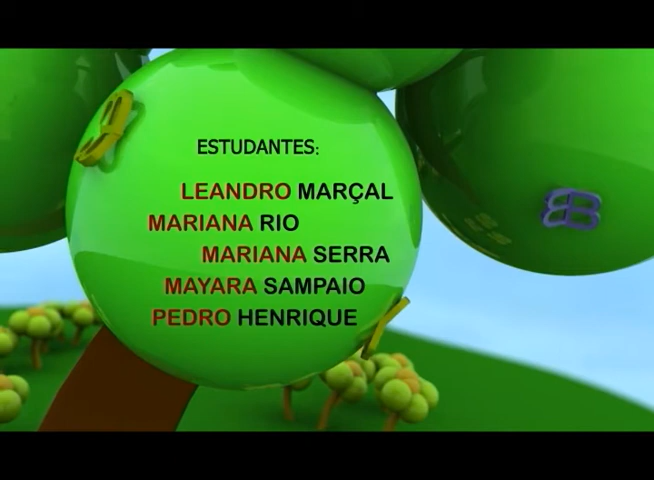 ESTUDANTES:
LEANDRO MARÇAL
MARIANA RIO
MARIANA SERRA
MAYARA SAMPAIO
PEDRO HENRIQUE